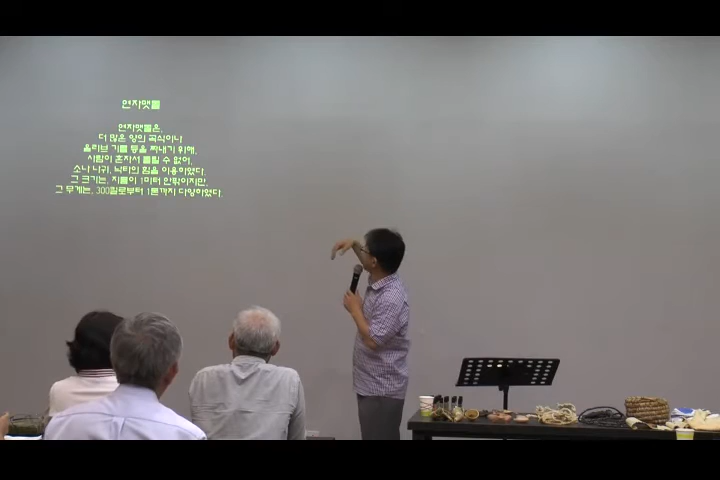 연자맷돌
연자맷돌은,
더 많은 양의 곡식이나
올리브 기름 등을 짜내기 위해,
사람이 혼자서 돌릴 수 없어,
소나 나귀, 낙타의 힘을 이용하였다.
그 크기는, 지름이 1미터 안팎이지만,
그 무게는, 300킬로부터 1톤까지 다양하였다.